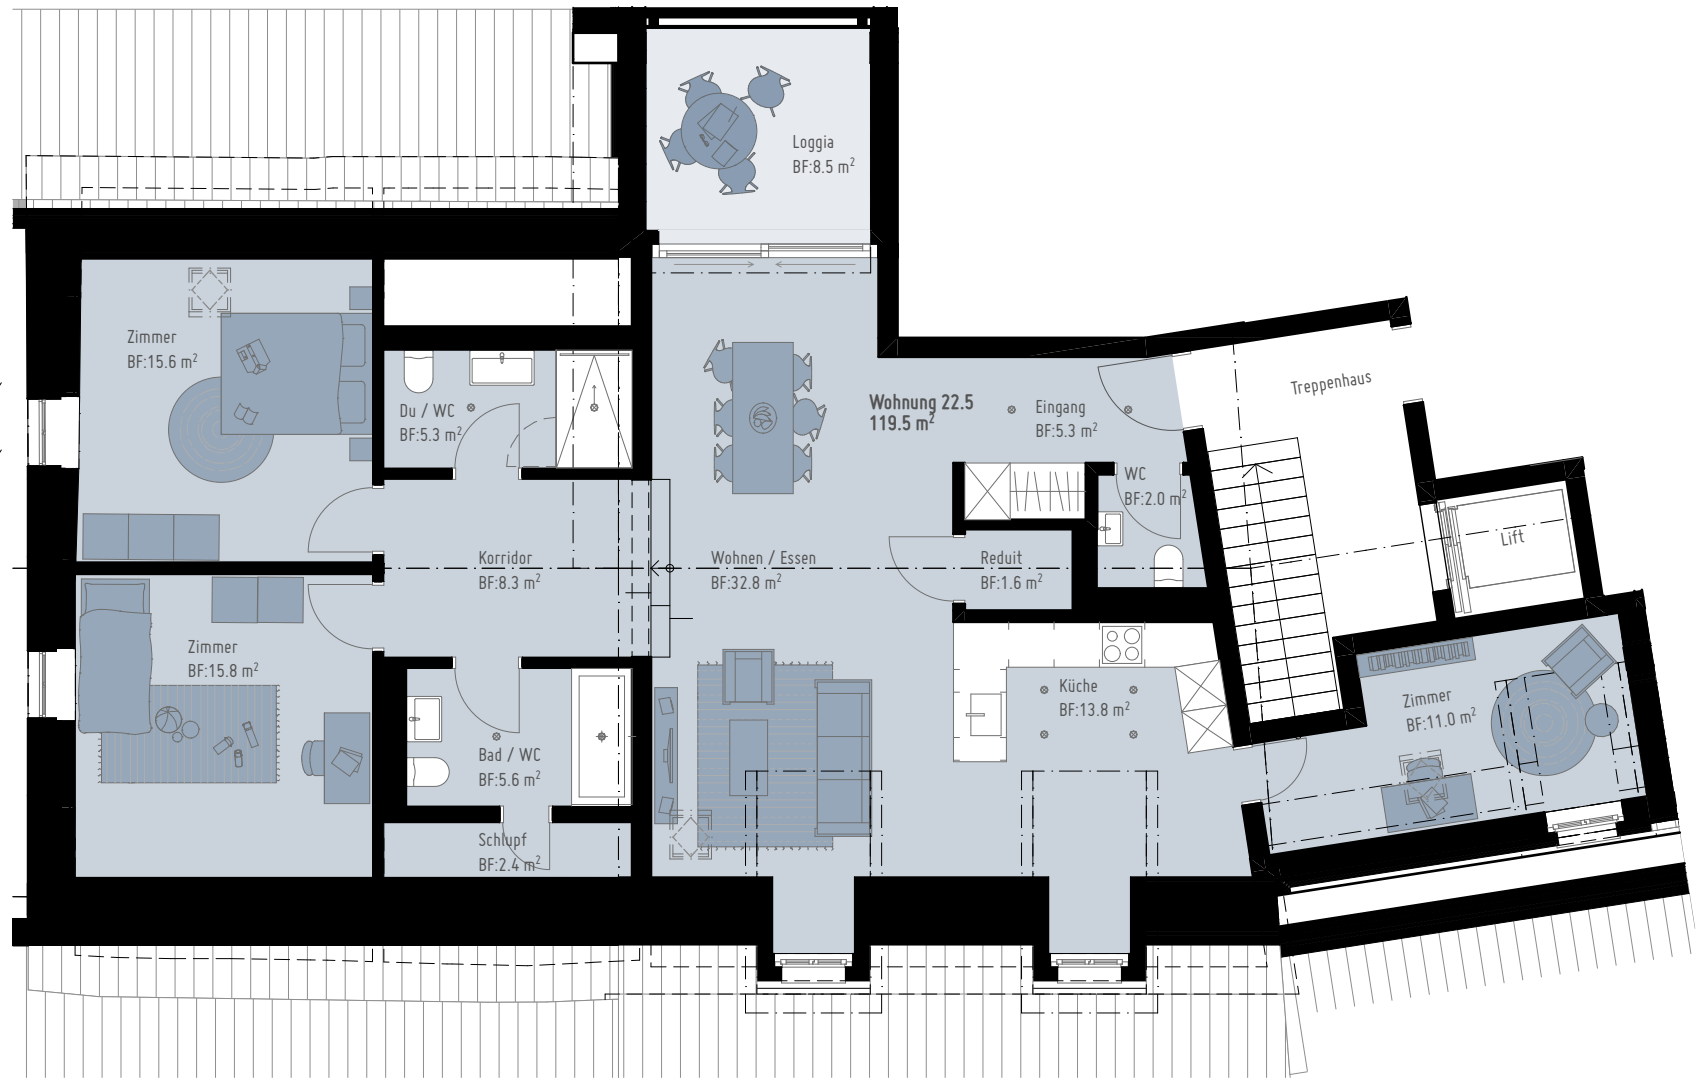 Loggia
BF:8.5 m²
Zimmer
BF:15.6 m²
Du / WC
BF:5.3 m²
Wohnung 22.5
119.5 m²
Eingang
BF:5.3 m²
Treppenhaus
WC
BF:2.0 m²
Lift
Korridor
BF:8.3 m²
Wohnen / Essen
BF:32.8 m²
Reduit
BF:1.6 m²
Zimmer
BF:15.8 m²
Küche
BF:13.8 m²
Zimmer
BF:11.0 m²
Bad / WC
BF:5.6 m²
Schlupf
BF:2.4 m²